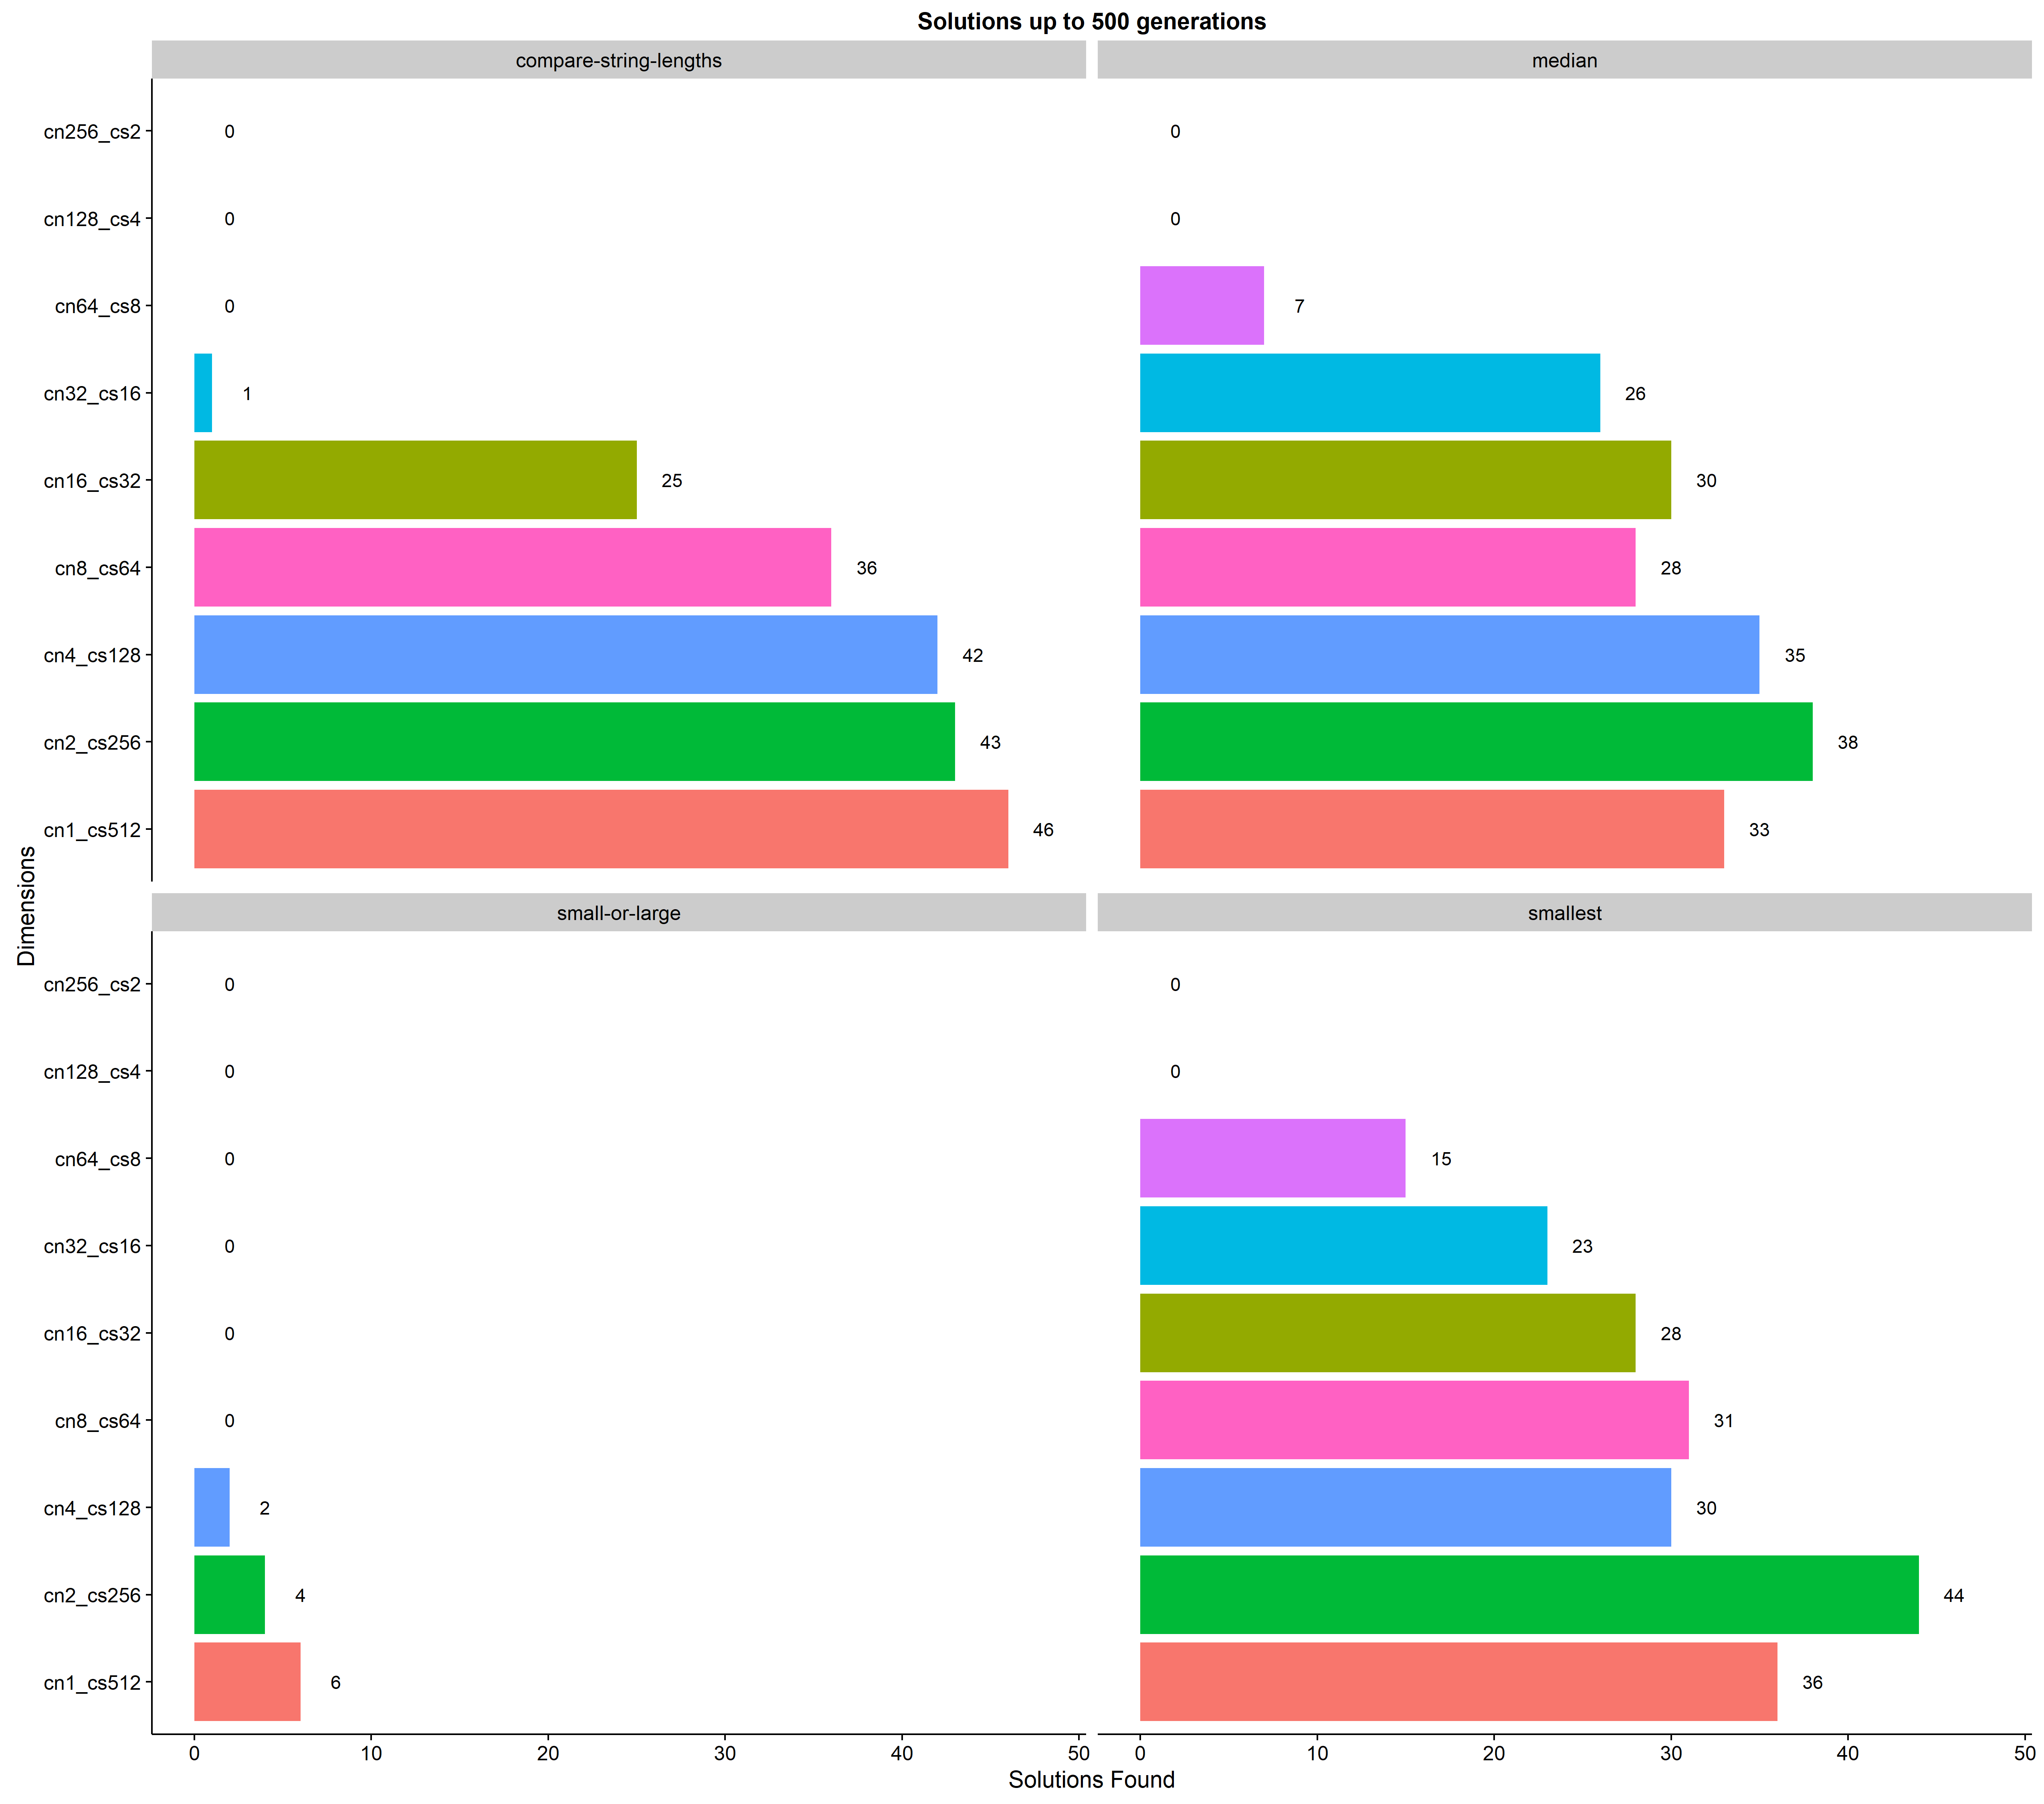 Solutions up to 500 generations
compare-string-lengths
median
cn256_cs2 0 0
cn128_cs4 0 0
cn64_cs8 0 7
cn32_cs16 1 26
cn16_cs32 25 30
cn8_cs64 36 28
cn4_cs128 42 35
cn2_cs256 43 38
cn1_cs512 46 33
Dimensions
small-or-large
smallest
cn256_cs2 0 0
cn128_cs4 0 0
cn64_cs8 0 15
cn32_cs16 0 23
cn16_cs32 0 28
cn8_cs64 0 31
cn4_cs128 2 30
cn2_cs256 4 44
cn1_cs512 6 36
0 10 20 30 40 50 0 10 20 30 40 50
Solutions Found